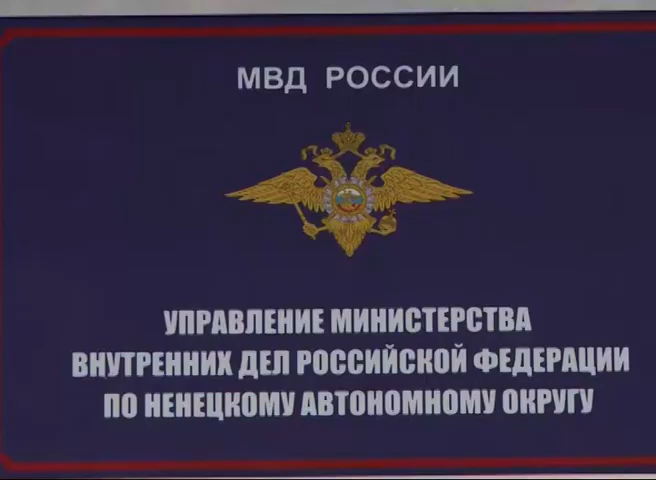 МВД РОССИИ
УПРАВЛЕНИЕ МИНИСТЕРСТВА
ВНУТРЕННИХ ДЕЛ РОССИЙСКОЙ ФЕДЕРАЦИИ
ПО НЕНЕЦКОМУ АВТОНОМНОМУ ОКРУГУ